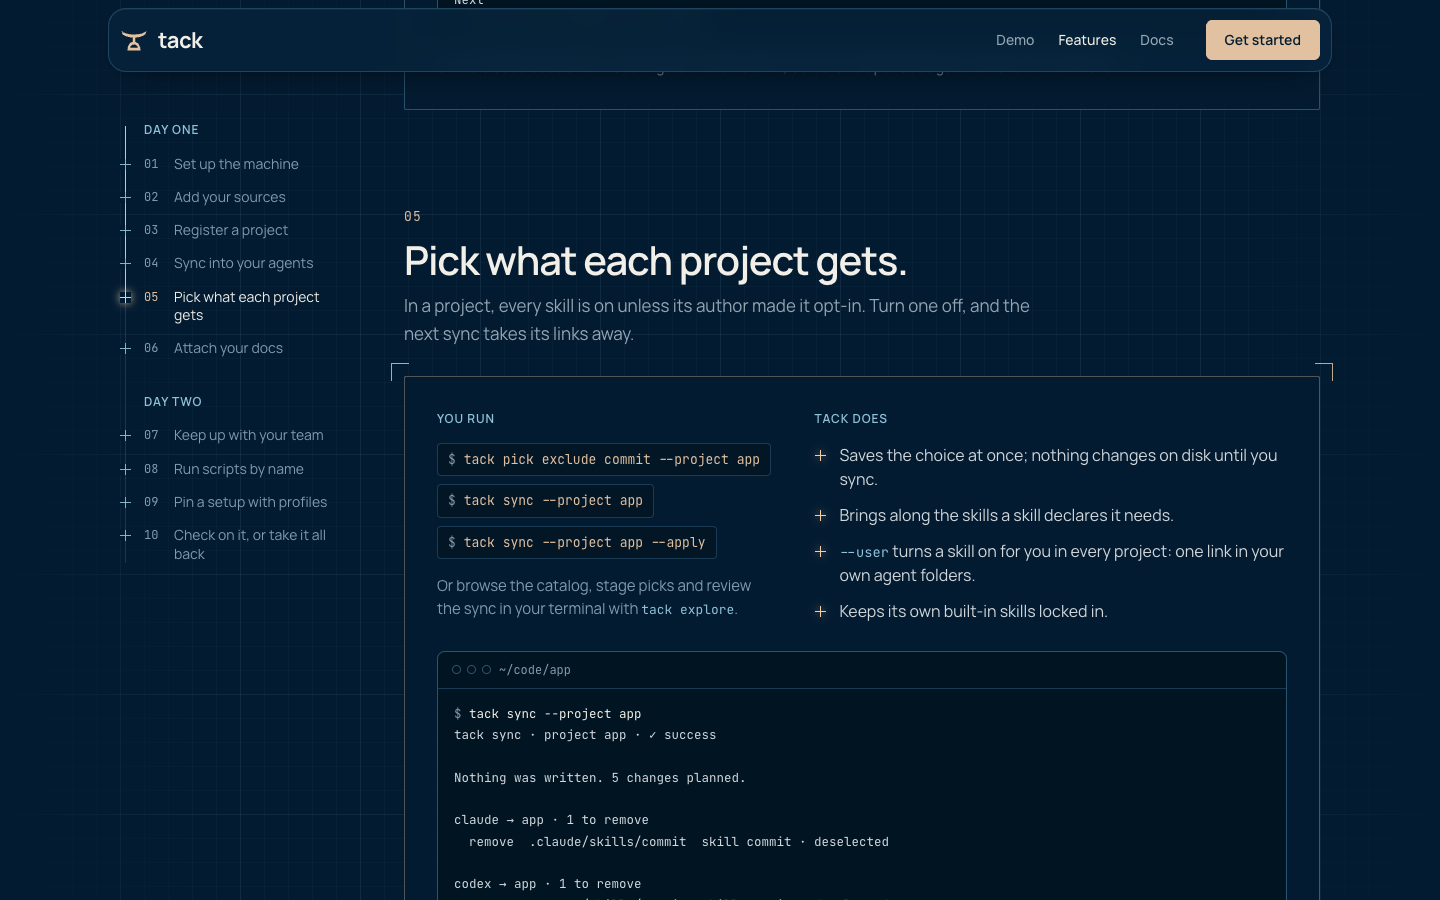 Next
tack
Demo
Features
Docs
Get started
DAY ONE
01 Set up the machine
02 Add your sources
03 Register a project
04 Sync into your agents
05 Pick what each project
gets
06 Attach your docs
DAY TWO
07 Keep up with your team
08 Run scripts by name
09 Pin a setup with profiles
10 Check on it, or take it all
back
05
Pick what each project gets.
In a project, every skill is on unless its author made it opt-in. Turn one off, and the
next sync takes its links away.
YOU RUN
$ tack pick exclude commit --project app
$ tack sync --project app
$ tack sync --project app --apply
Or browse the catalog, stage picks and review
the sync in your terminal with tack explore.
TACK DOES
Saves the choice at once; nothing changes on disk until you
sync.
Brings along the skills a skill declares it needs.
--user turns a skill on for you in every project: one link in your
own agent folders.
Keeps its own built-in skills locked in.
~/code/app
$ tack sync --project app
tack sync · project app · ✓ success
Nothing was written. 5 changes planned.
claude → app · 1 to remove
remove .claude/skills/commit skill commit · deselected
codex → app · 1 to remove